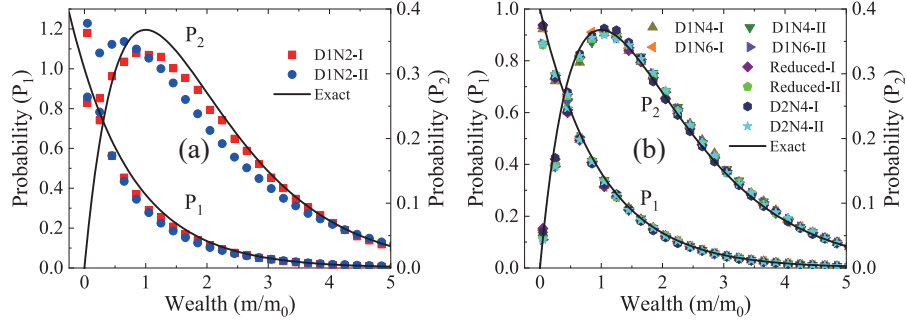 1.2
1.0
0.8
0.6
0.4
0.2
0.0
Probability (P1)
0.4
0.3
0.2
0.1
0.0
Probability (P2)
P2
D1N2-I
D1N2-II
Exact
(a)
P1
0 1 2 3 4 5
Wealth (m/m0)
1.0
0.8
0.6
0.4
0.2
0.0
Probability (P1)
0.4
0.3
0.2
0.1
0.0
Probability (P2)
D1N4-I D1N4-II
D1N6-I D1N6-II
Reduced-I
Reduced-II
D2N4-I
D2N4-II
Exact
P2
(b)
P1
0 1 2 3 4 5
Wealth (m/m0)